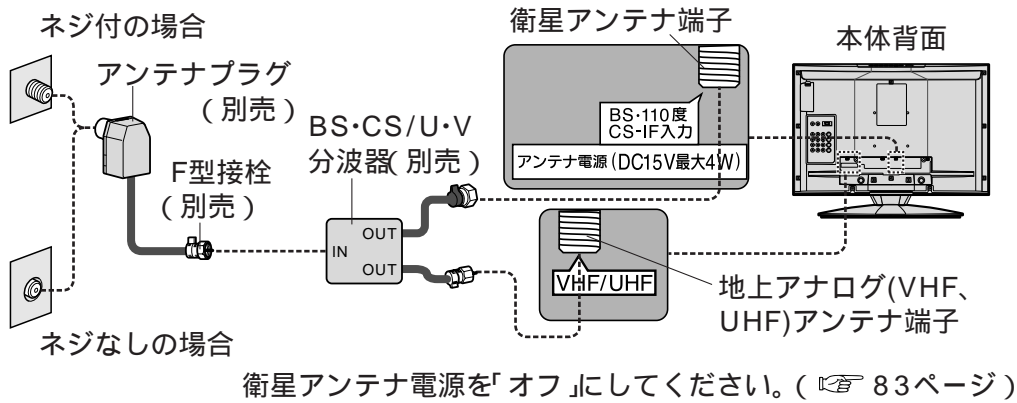 ネジ付の場合
アンテナプラグ
(別売)
F型接栓
(別売)
ネジなしの場合
BS・CS/U・V
分波器(別売)
IN
OUT
OUT
衛星アンテナ端子
BS・110度
CS-IF入力
アンテナ電源(DC15V最大4W)
本体背面
VHF/UHF
地上アナログ(VHF、
UHF)アンテナ端子
衛星アンテナ電源を「オフ」にしてください。(☞ 83ページ)